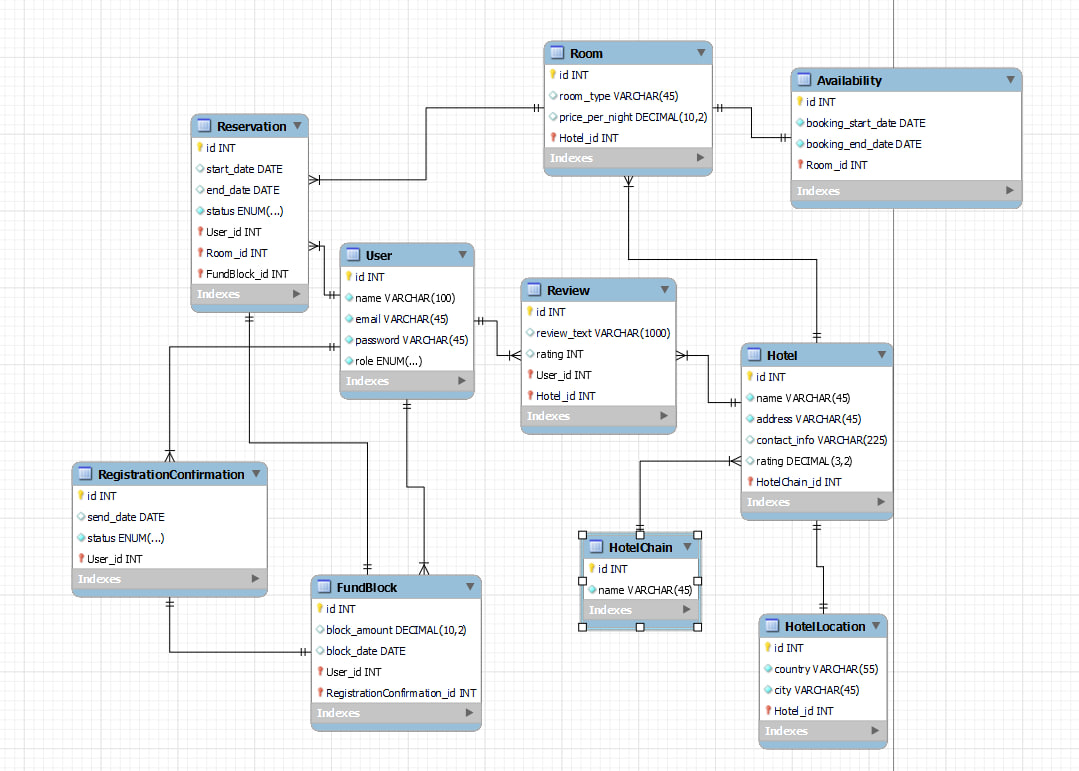 Room
id INT
room_type VARCHAR(45)
price_per_night DECIMAL(10,2)
Hotel_id INT
Indexes
Availability
id INT
booking_start_date DATE
booking_end_date DATE
Room_id INT
Indexes
Reservation
id INT
start_date DATE
end_date DATE
status ENUM(...)
User_id INT
Room_id INT
FundBlock_id INT
Indexes
User
id INT
name VARCHAR(100)
email VARCHAR(45)
password VARCHAR(45)
role ENUM(...)
Indexes
Review
id INT
review_text VARCHAR(1000)
rating INT
User_id INT
Hotel_id INT
Indexes
Hotel
id INT
name VARCHAR(45)
address VARCHAR(45)
contact_info VARCHAR(225)
rating DECIMAL(3,2)
HotelChain_id INT
Indexes
RegistrationConfirmation
id INT
send_date DATE
status ENUM(...)
User_id INT
Indexes
HotelChain
id INT
name VARCHAR(45)
Indexes
FundBlock
id INT
block_amount DECIMAL(10,2)
block_date DATE
User_id INT
RegistrationConfirmation_id INT
Indexes
HotelLocation
id INT
country VARCHAR(55)
city VARCHAR(45)
Hotel_id INT
Indexes